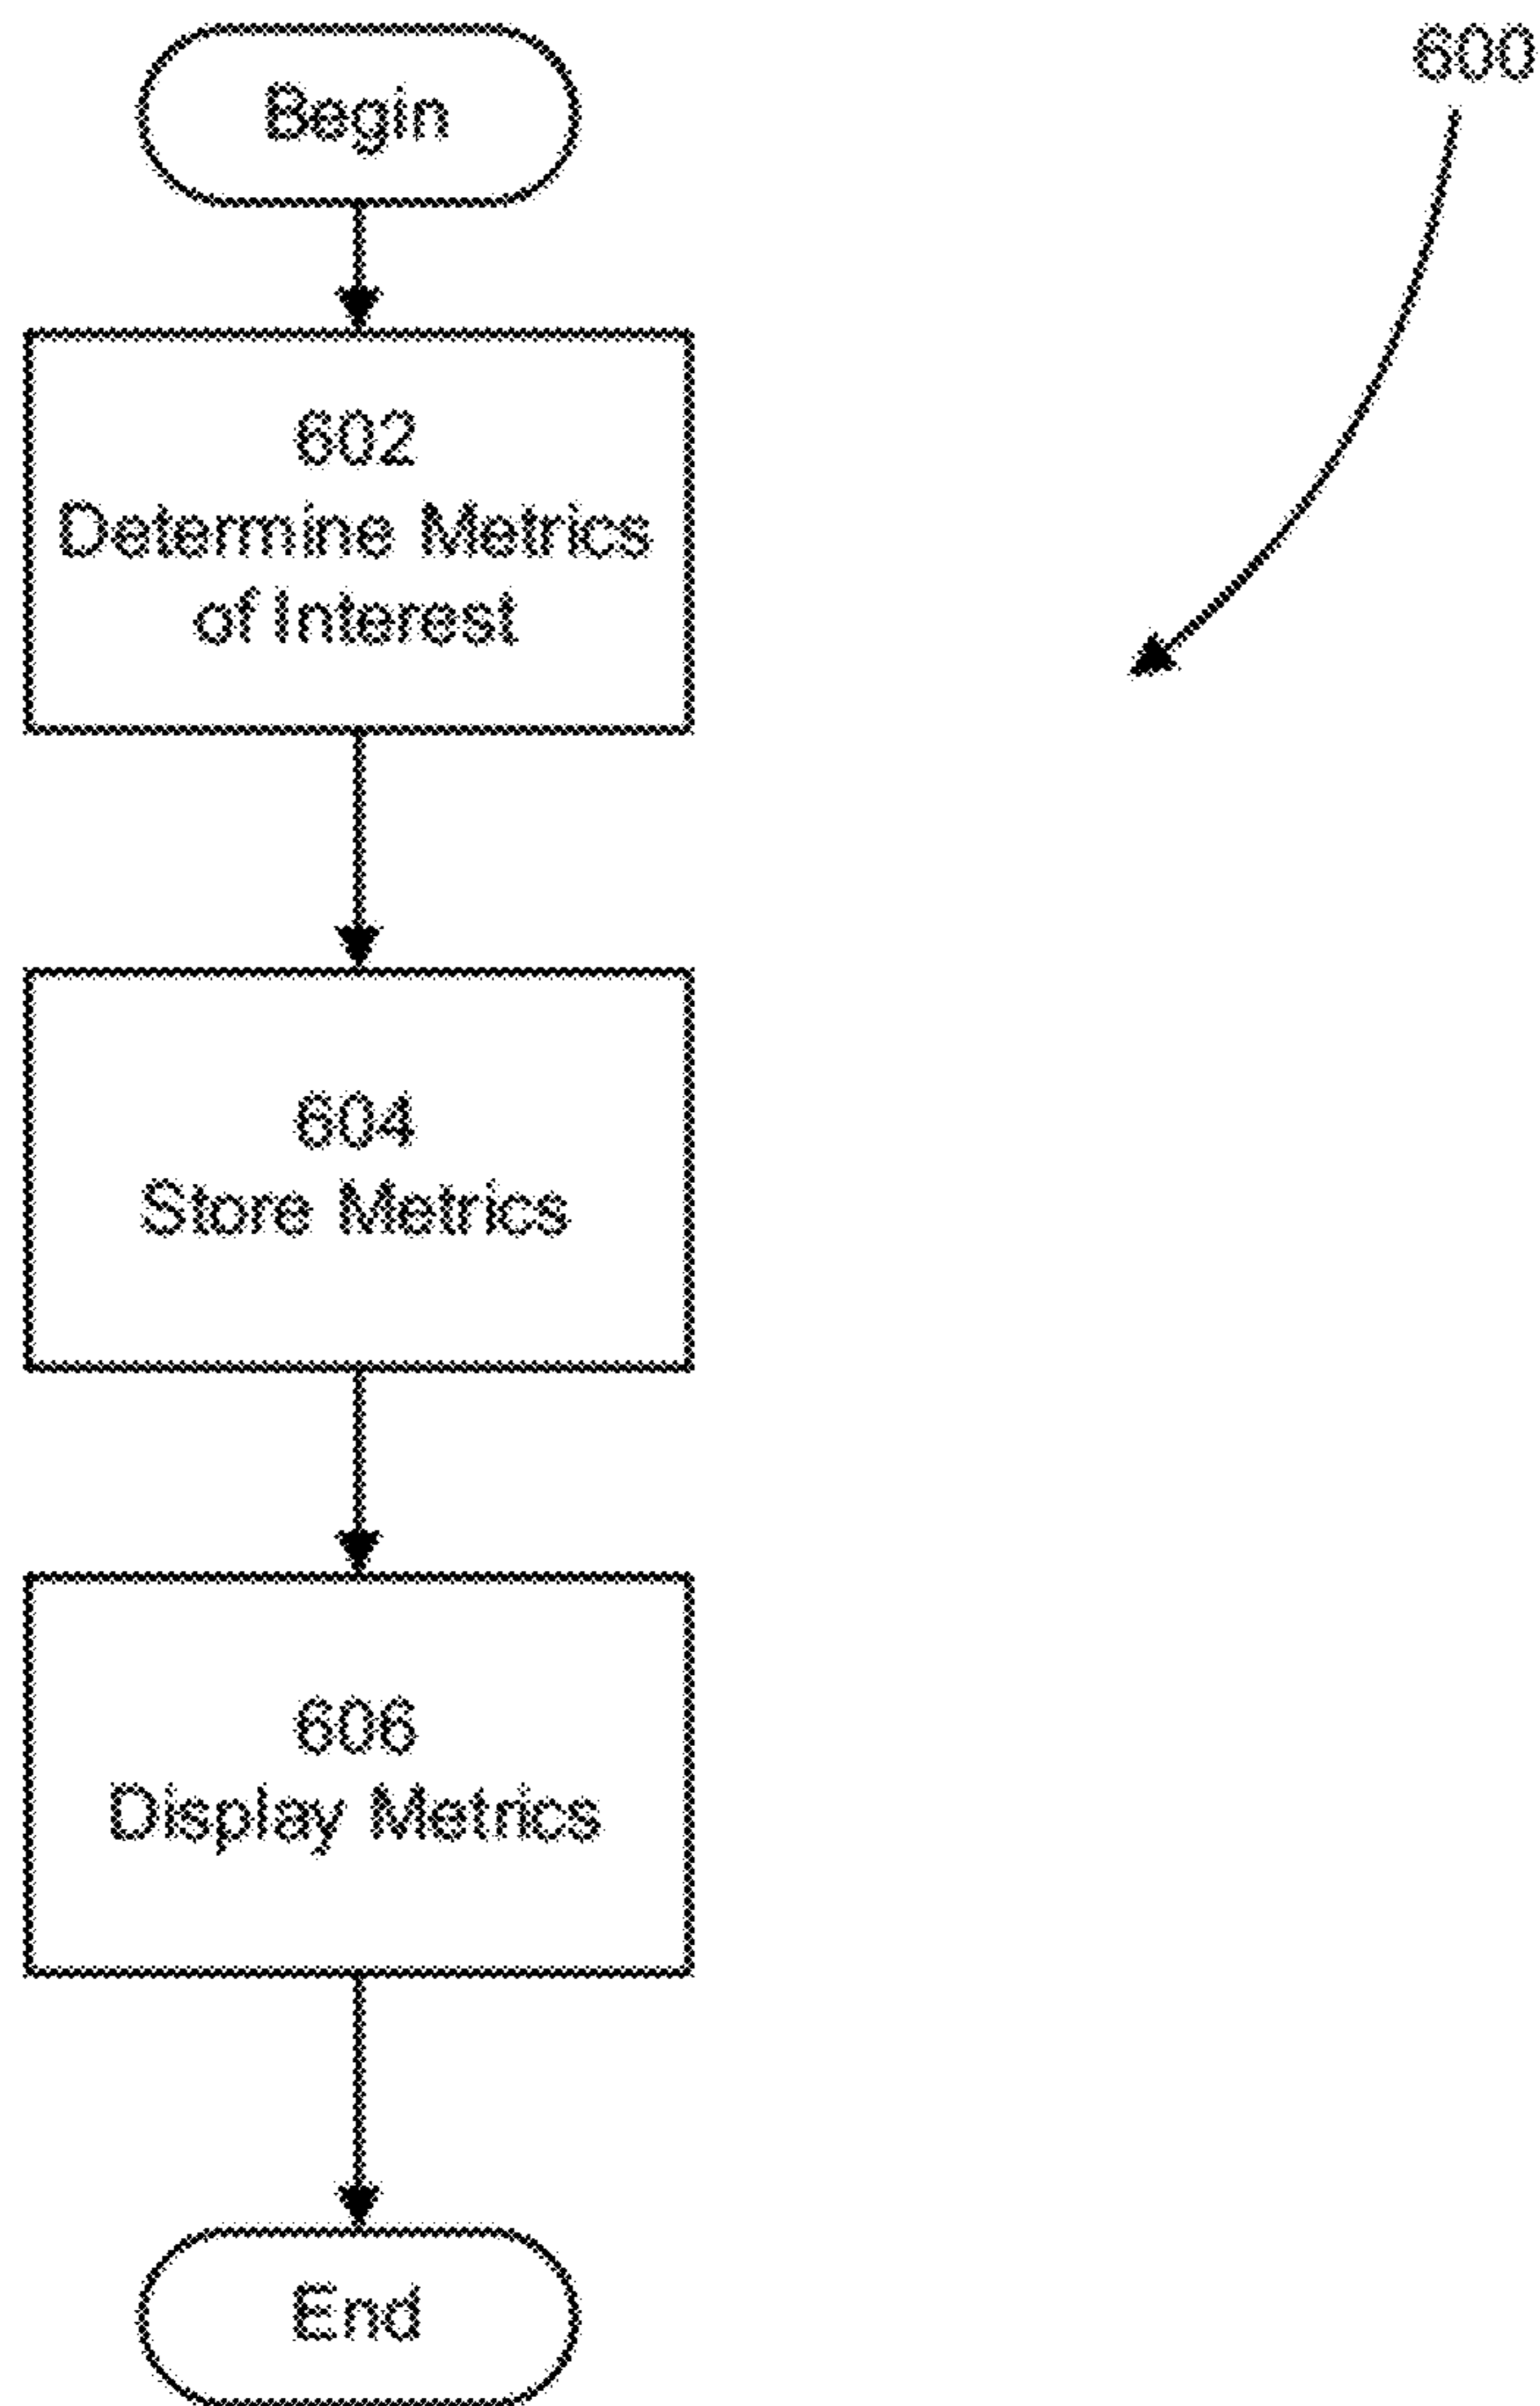 Begin
600
602
Determine Metrics
of Interest
604
Store Metrics
606
Display Metrics
End